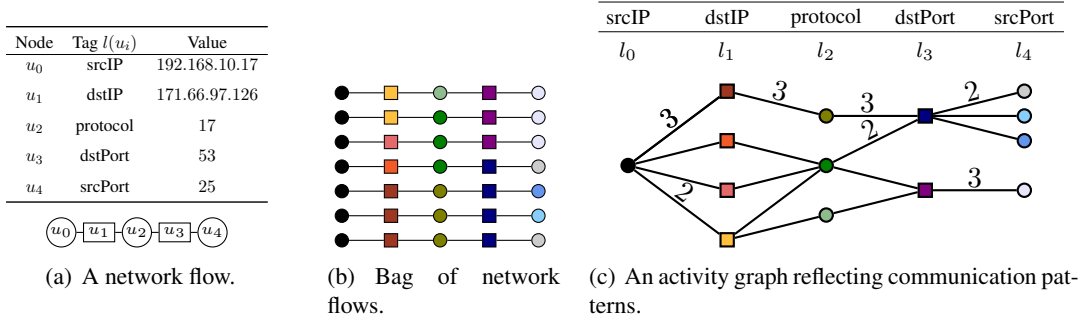 Node Tag l(u_i) Value
u_0 srcIP 192.168.10.17
u_1 dstIP 171.66.97.126
u_2 protocol 17
u_3 dstPort 53
u_4 srcPort 25
u_0 u_1 u_2 u_3 u_4
(a) A network flow.
(b) Bag of network
flows.
srcIP dstIP protocol dstPort srcPort
l_0 l_1 l_2 l_3 l_4
3 3 3 2
2
2 3
(c) An activity graph reflecting communication pat-
terns.